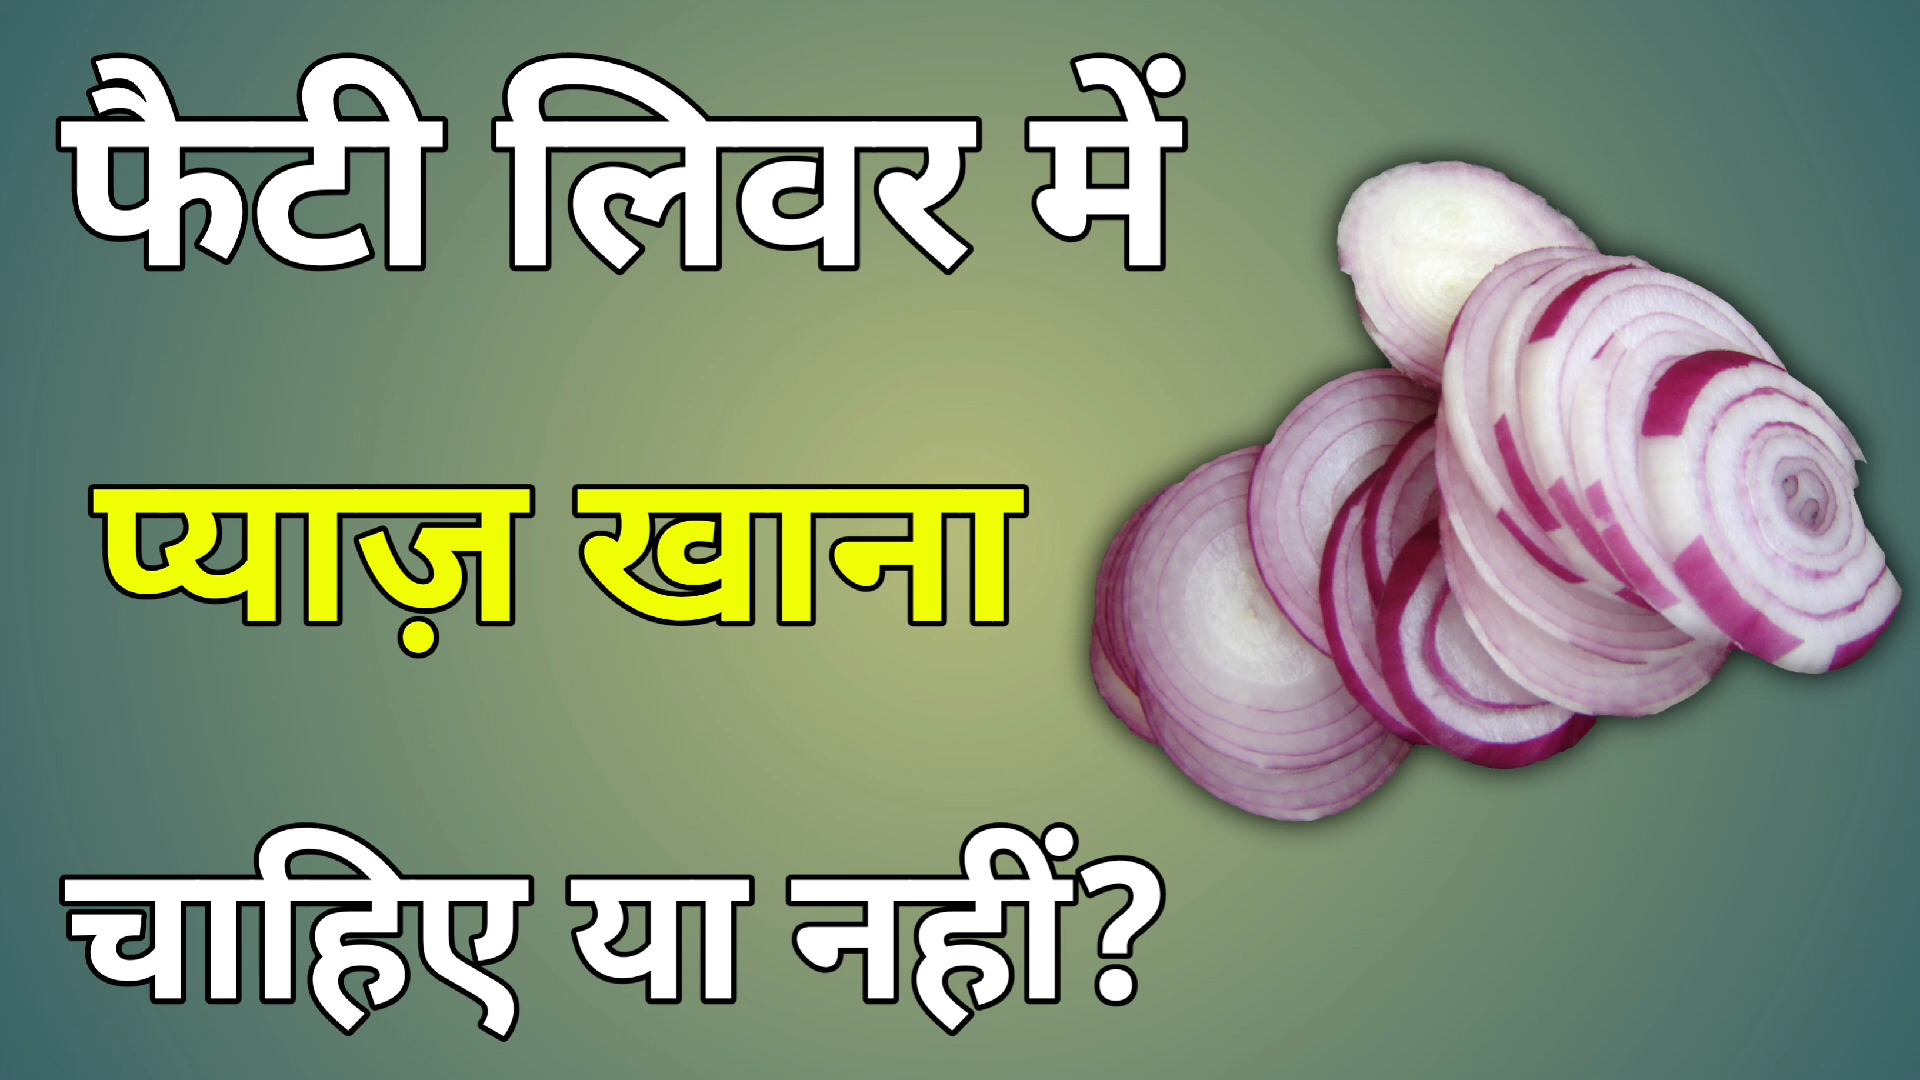 फैटी लिवर में
प्याज़ खाना
चाहिए या नहीं?